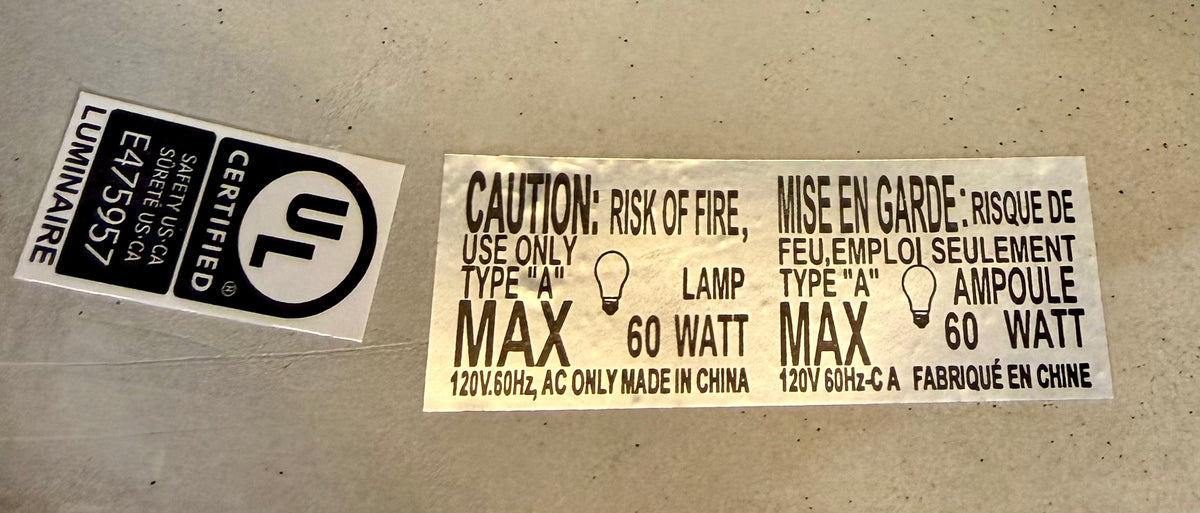 UL
CERTIFIED
SAFETY US-CA
SÛRETÉ US-CA
E475957
LUMINAIRE
CAUTION: RISK OF FIRE,
USE ONLY
TYPE "A" LAMP
MAX 60 WATT
120V.60Hz, AC ONLY MADE IN CHINA
MISE EN GARDE: RISQUE DE
FEU,EMPLOI SEULEMENT
TYPE "A" AMPOULE
MAX 60 WATT
120V 60Hz-C A FABRIQUÉ EN CHINE